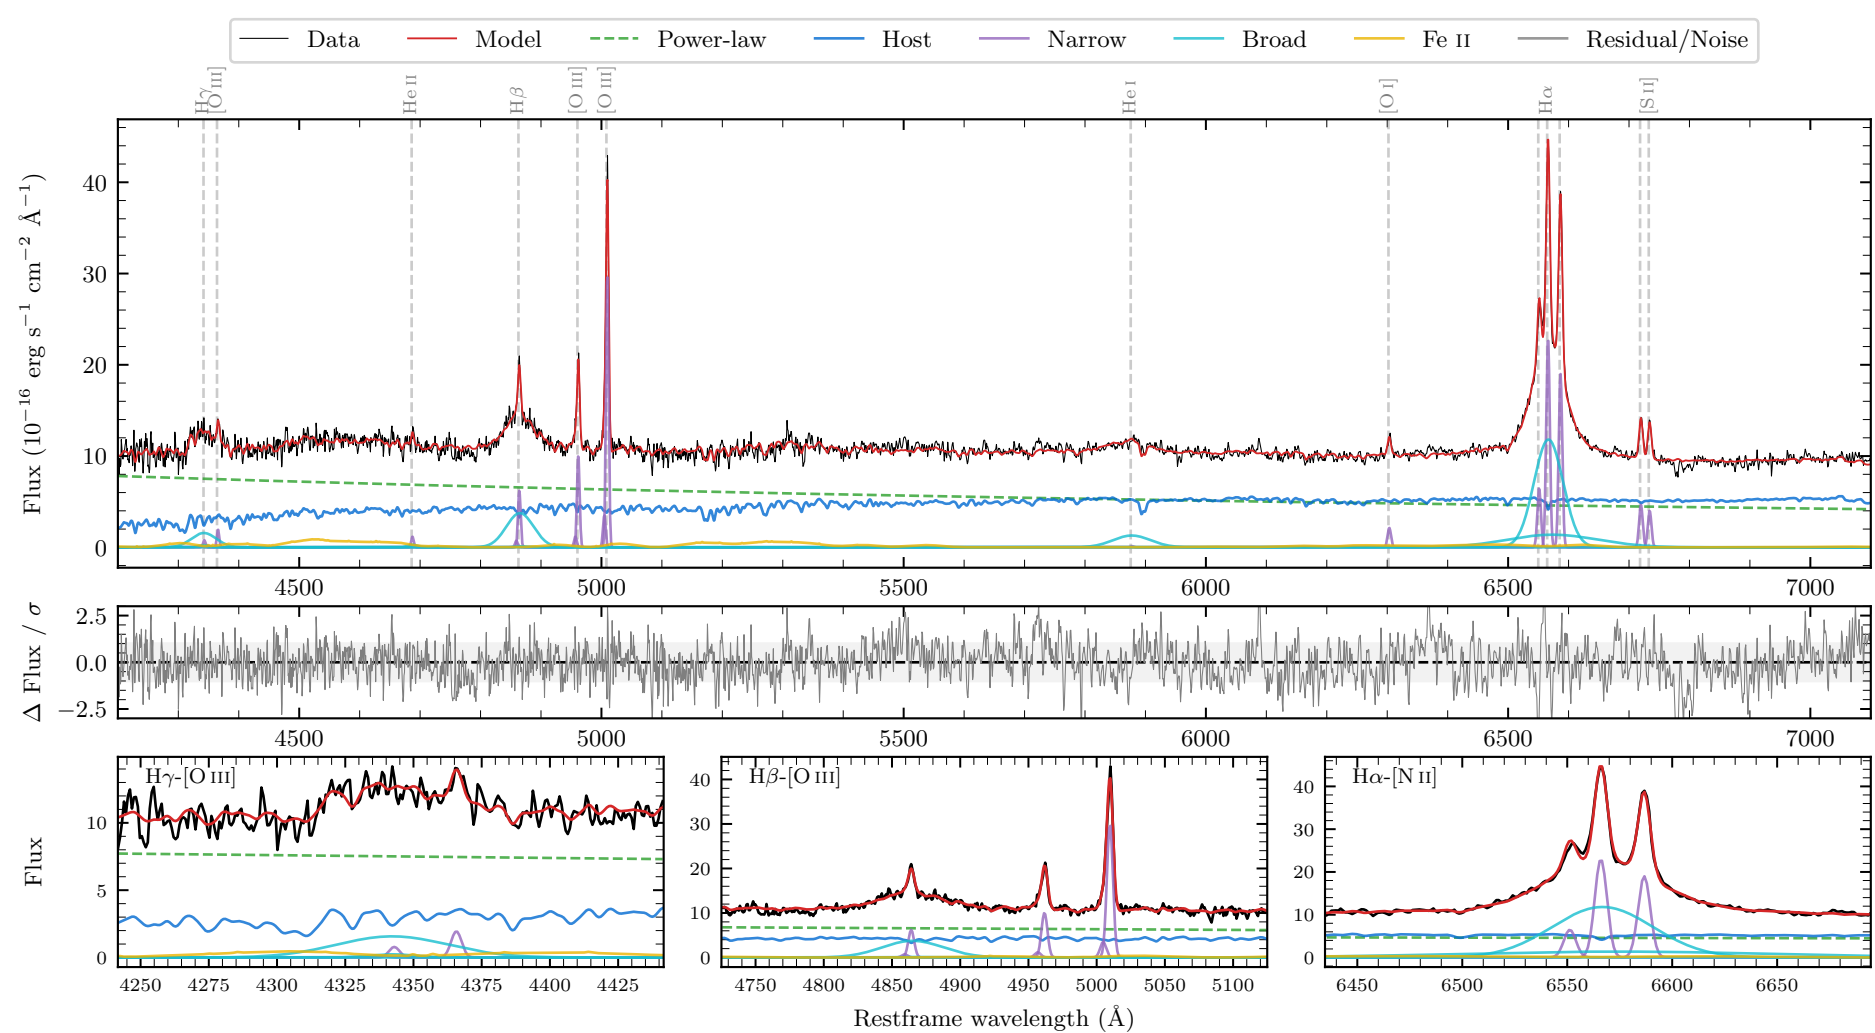 Data Model Power-law Host Narrow Broad Fe II Residual/Noise
Hγ [O III] He II Hβ [O III] [O III] He I [O I] Hα [S II]
Flux (10⁻¹⁶ erg s⁻¹ cm⁻² Å⁻¹)
40
30
20
10
0
4500 5000 5500 6000 6500 7000
Δ Flux / σ
2.5
0.0
−2.5
4500 5000 5500 6000 6500 7000
Flux
Hγ-[O III]
10
5
0
4250 4275 4300 4325 4350 4375 4400 4425
Hβ-[O III]
40
30
20
10
0
4750 4800 4850 4900 4950 5000 5050 5100
Hα-[N II]
40
30
20
10
0
6450 6500 6550 6600 6650
Restframe wavelength (Å)